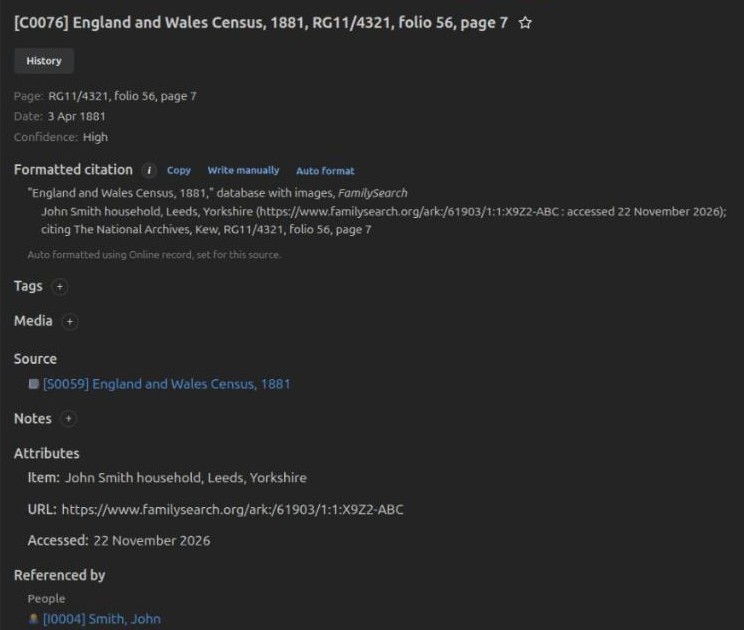 [C0076] England and Wales Census, 1881, RG11/4321, folio 56, page 7 ☆
History
Page: RG11/4321, folio 56, page 7
Date: 3 Apr 1881
Confidence: High
Formatted citation i Copy Write manually Auto format
"England and Wales Census, 1881," database with images, FamilySearch
John Smith household, Leeds, Yorkshire (https://www.familysearch.org/ark:/61903/1:1:X9Z2-ABC : accessed 22 November 2026);
citing The National Archives, Kew, RG11/4321, folio 56, page 7
Auto formatted using Online record, set for this source.
Tags +
Media +
Source
[S0059] England and Wales Census, 1881
Notes +
Attributes
Item: John Smith household, Leeds, Yorkshire
URL: https://www.familysearch.org/ark:/61903/1:1:X9Z2-ABC
Accessed: 22 November 2026
Referenced by
People
[I0004] Smith, John